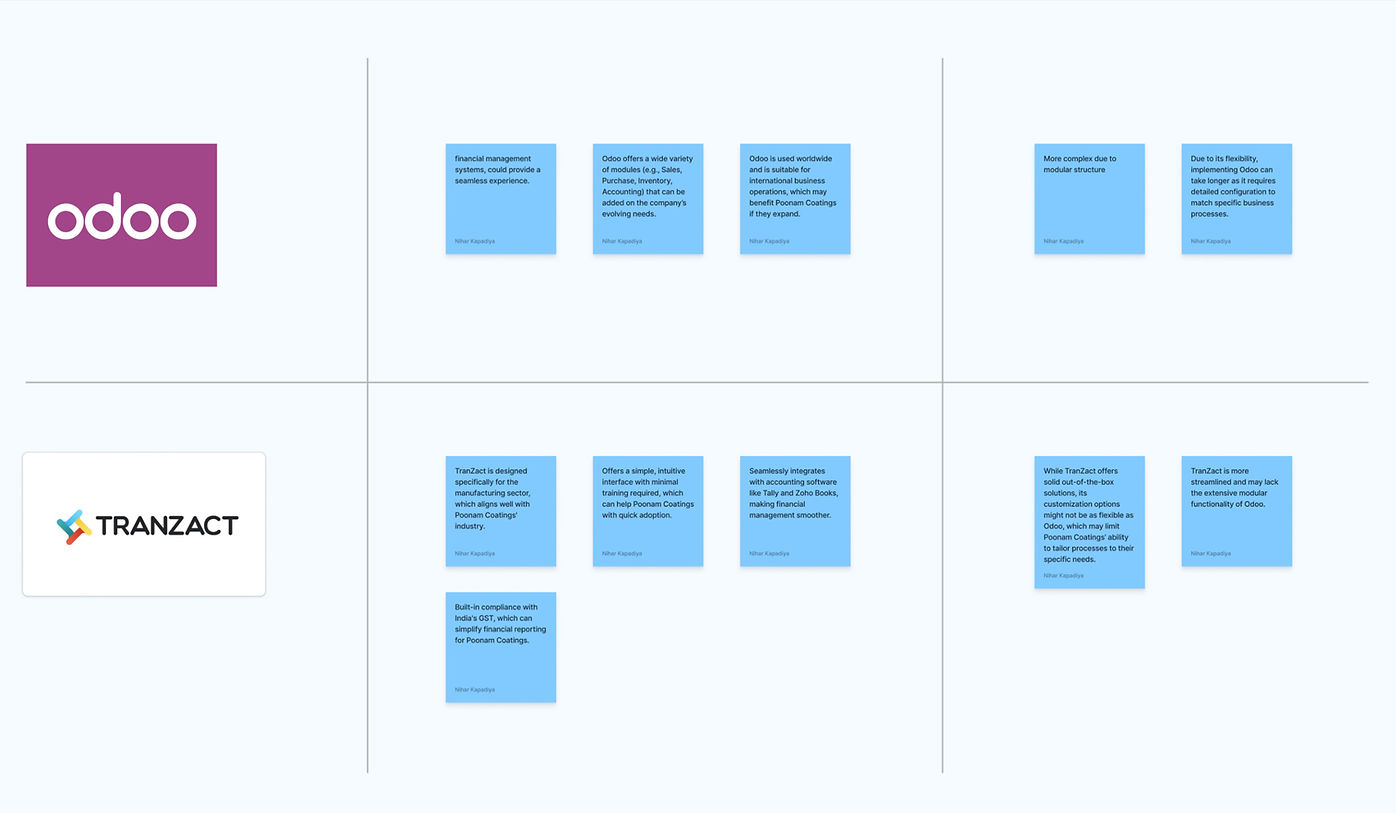 odoo
financial management
systems, could provide a
seamless experience.
Nihar Kapadiya
Odoo offers a wide variety
of modules (e.g., Sales,
Purchase, Inventory,
Accounting) that can be
added on the company's
evolving needs.
Nihar Kapadiya
Odoo is used worldwide
and is suitable for
international business
operations, which may
benefit Poonam Coatings
if they expand.
Nihar Kapadiya
More complex due to
modular structure
Nihar Kapadiya
Due to its flexibility,
implementing Odoo can
take longer as it requires
detailed configuration to
match specific business
processes.
Nihar Kapadiya
TRANZACT
TranZact is designed
specifically for the
manufacturing sector,
which aligns well with
Poonam Coatings'
industry.
Nihar Kapadiya
Offers a simple, intuitive
interface with minimal
training required, which
can help Poonam Coatings
with quick adoption.
Nihar Kapadiya
Seamlessly integrates
with accounting software
like Tally and Zoho Books,
making financial
management smoother.
Nihar Kapadiya
While TranZact offers
solid out-of-the-box
solutions, its
customization options
might not be as flexible as
Odoo, which may limit
Poonam Coatings' ability
to tailor processes to their
specific needs.
Nihar Kapadiya
TranZact is more
streamlined and may lack
the extensive modular
functionality of Odoo.
Nihar Kapadiya
Built-in compliance with
India's GST, which can
simplify financial reporting
for Poonam Coatings.
Nihar Kapadiya